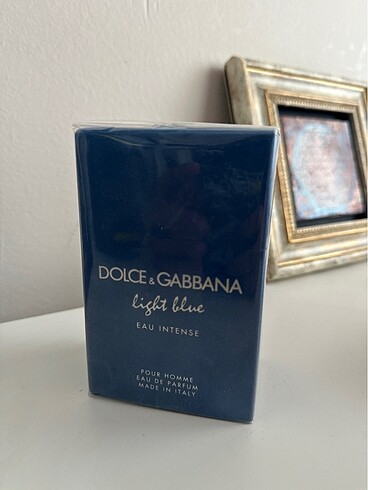 DOLCE & GABBANA
light blue
EAU INTENSE
POUR HOMME
EAU DE PARFUM
MADE IN ITALY